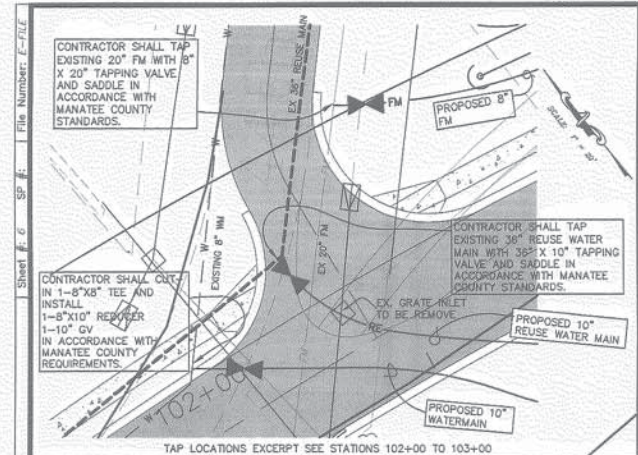 File Number: E-FILE
SP #:
Sheet #: 6
CONTRACTOR SHALL TAP
EXISTING 20" FM WITH 8"
X 20" TAPPING VALVE
AND SADDLE IN
ACCORDANCE WITH
MANATEE COUNTY
STANDARDS.
EX 36" REUSE MAIN
FM
PROPOSED 8"
FM
SCALE: 1" = 20'
W
W
W
EXISTING 8" WM
EX 20" FM
CONTRACTOR SHALL TAP
EXISTING 36" REUSE WATER
MAIN WITH 36" X 10" TAPPING
VALVE AND SADDLE IN
ACCORDANCE WITH MANATEE
COUNTY STANDARDS.
CONTRACTOR SHALL CUT-
IN 1-8"X8" TEE AND
INSTALL
1-8"X10" REDUCER
1-10" GV
IN ACCORDANCE WITH
MANATEE COUNTY
REQUIREMENTS.
EX. GRATE INLET
TO BE REMOVE
RE
PROPOSED 10"
REUSE WATER MAIN
W
102+00
PROPOSED 10"
WATERMAIN
TAP LOCATIONS EXCERPT SEE STATIONS 102+00 TO 103+00